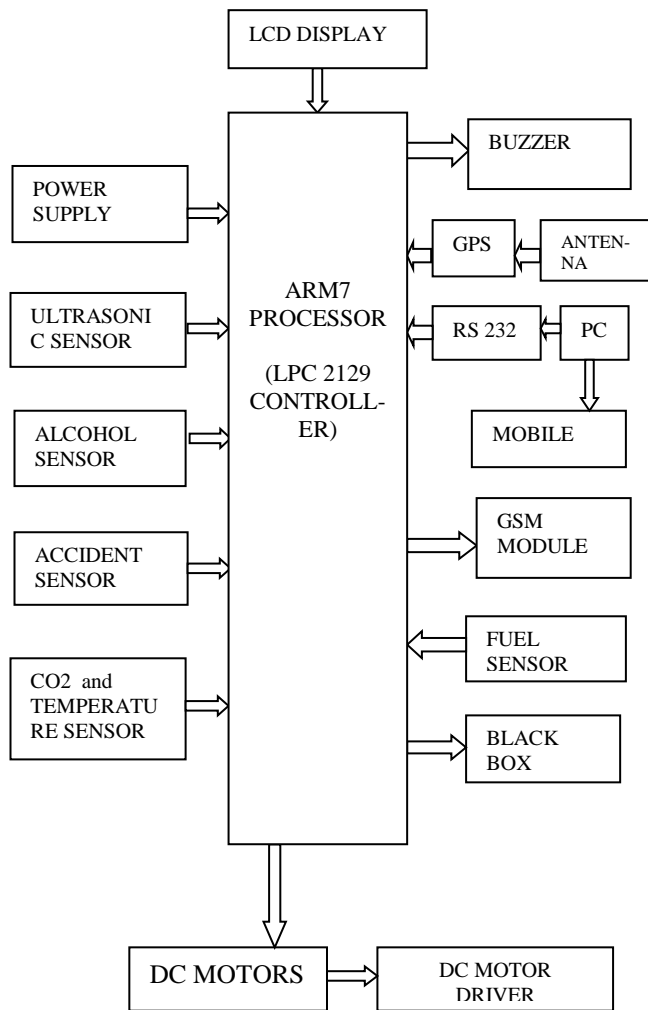 LCD DISPLAY
BUZZER
POWER
SUPPLY
GPS
ANTEN-
NA
ARM7
PROCESSOR
(LPC 2129
CONTROLL-
ER)
ULTRASONI
C SENSOR
RS 232
PC
ALCOHOL
SENSOR
MOBILE
GSM
MODULE
ACCIDENT
SENSOR
FUEL
SENSOR
CO2 and
TEMPERATU
RE SENSOR
BLACK
BOX
DC MOTORS
DC MOTOR
DRIVER